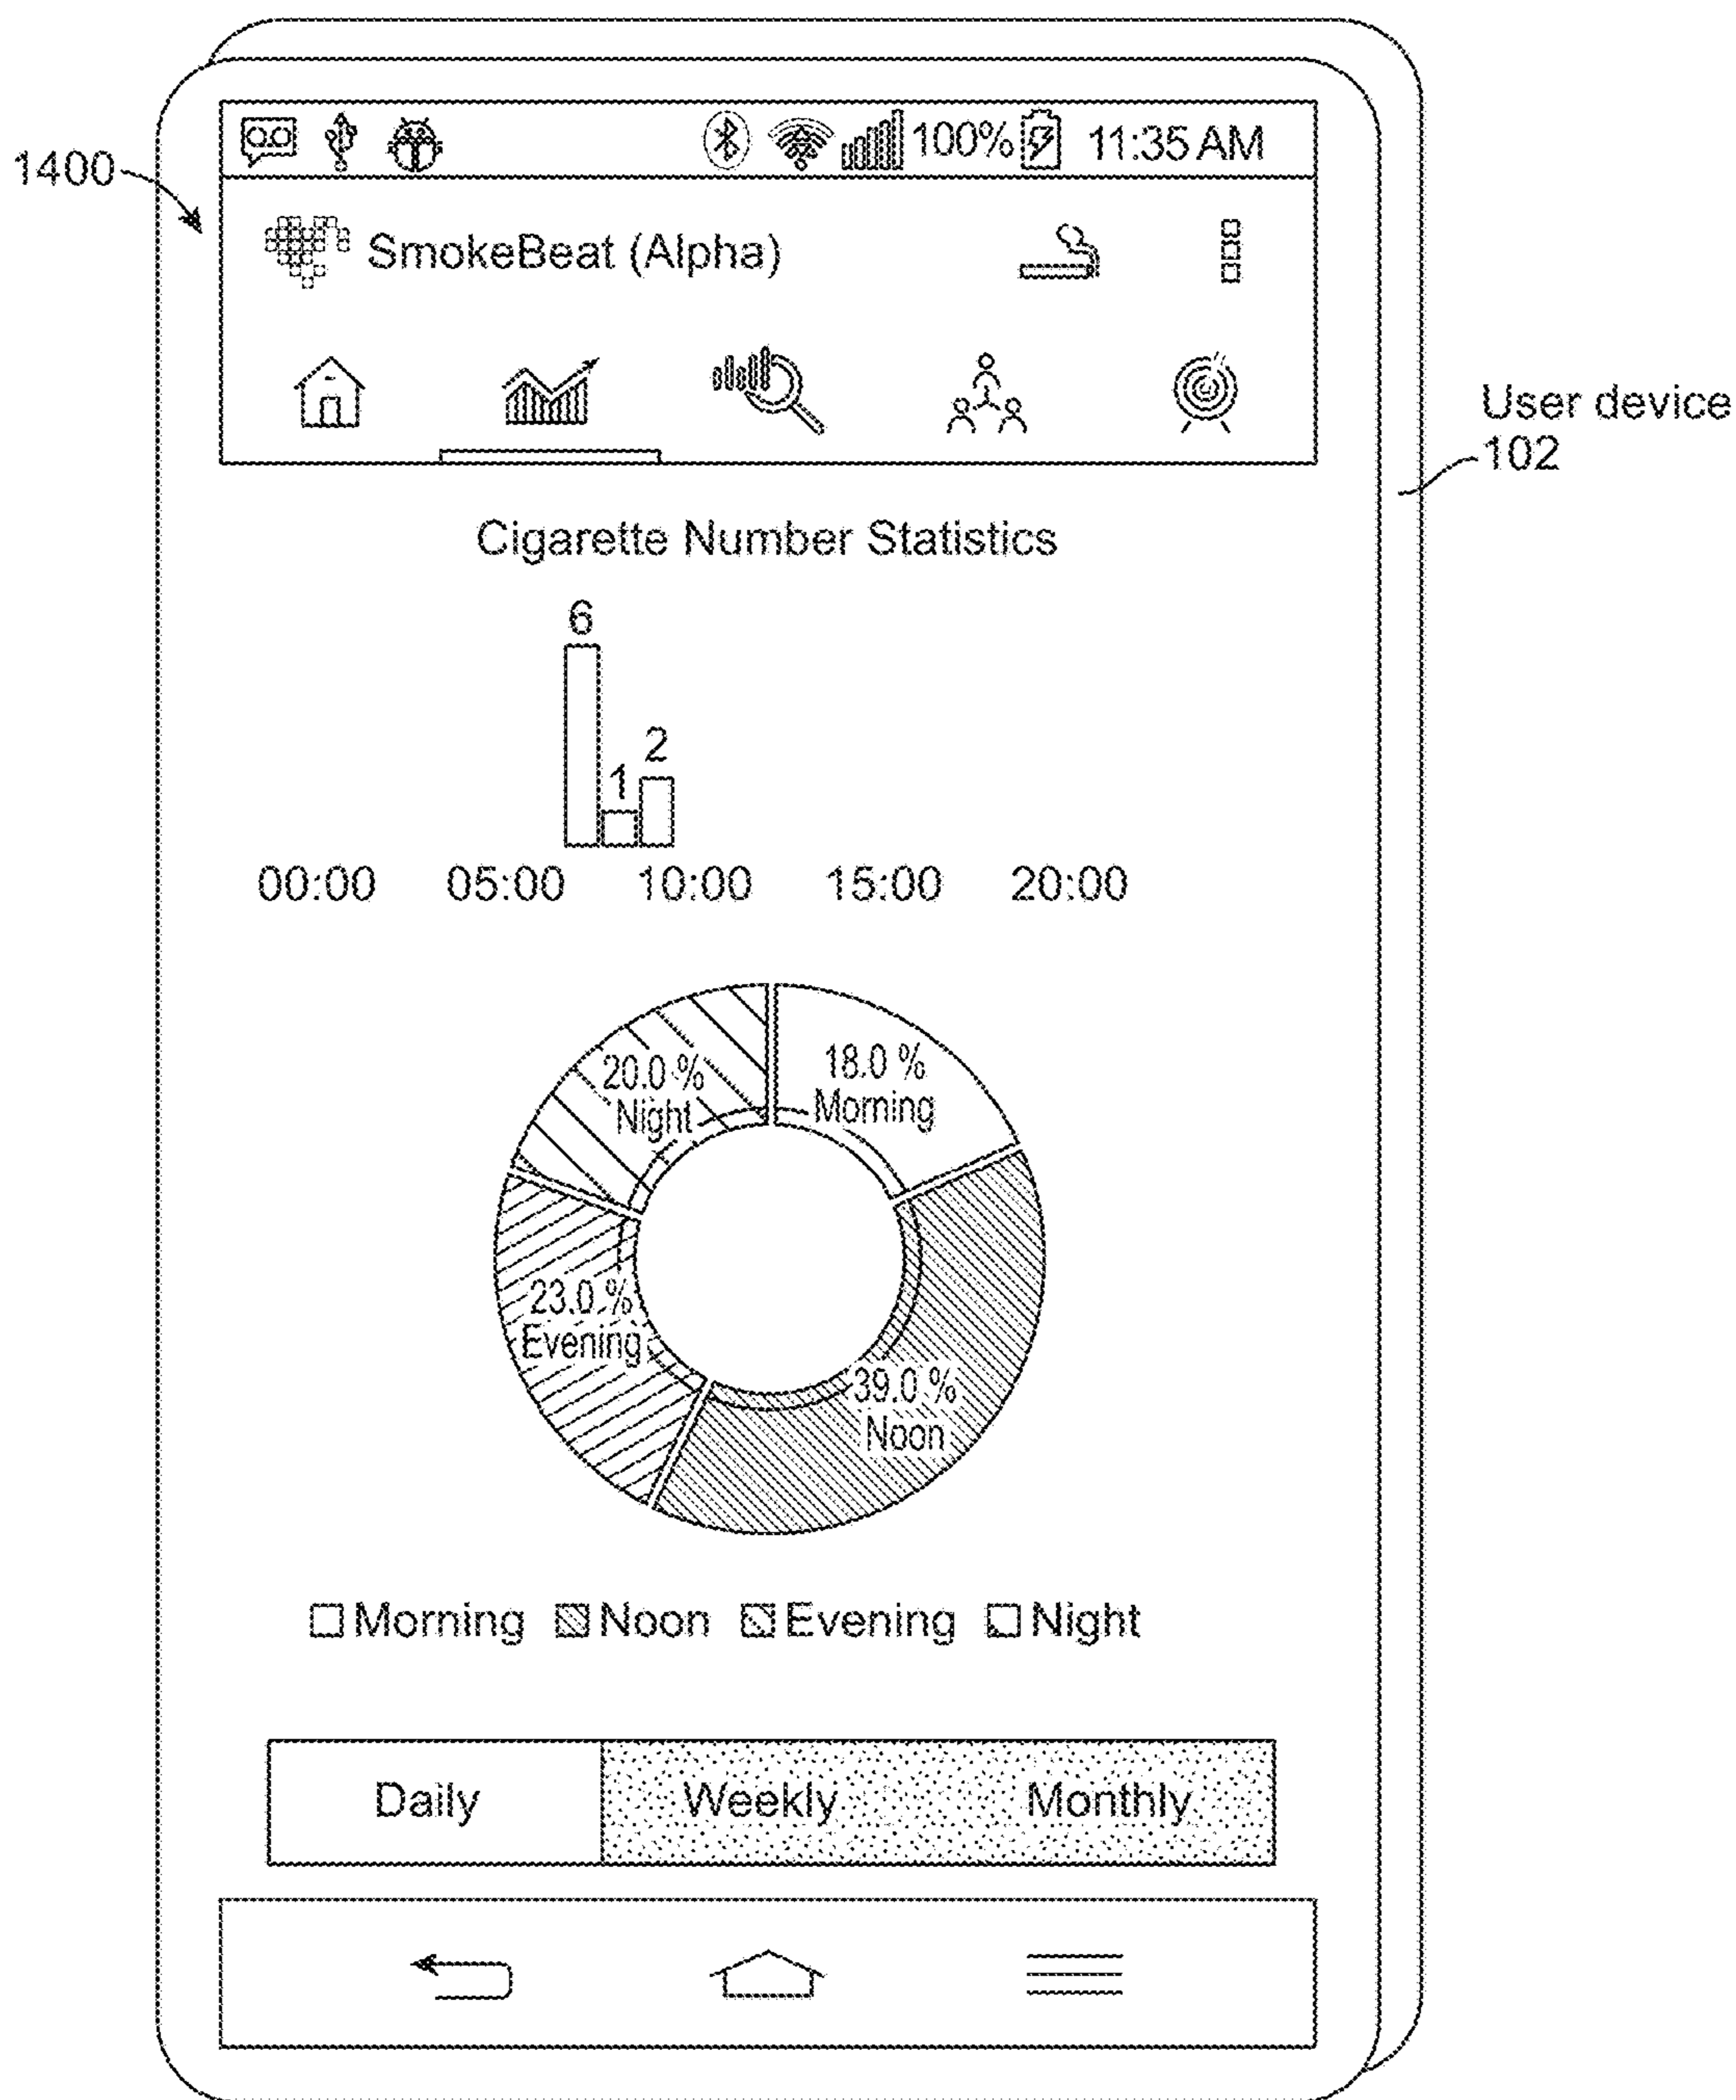 100% 11:35 AM
1400
SmokeBeat (Alpha)
User device
102
Cigarette Number Statistics
6
2
1
00:00 05:00 10:00 15:00 20:00
18.0 %
Morning
20.0 %
Night
23.0 %
Evening
39.0 %
Noon
Morning Noon Evening Night
Daily Weekly Monthly